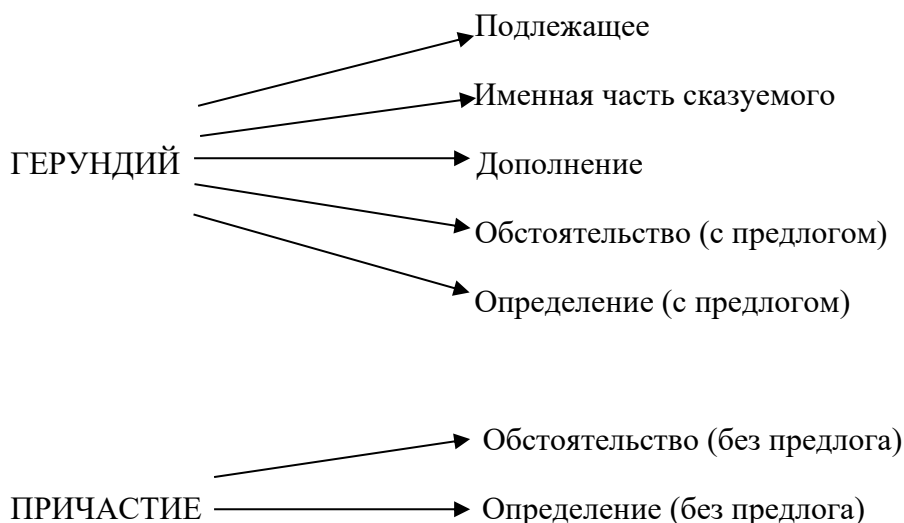 Подлежащее
Именная часть сказуемого
ГЕРУНДИЙ
Дополнение
Обстоятельство (с предлогом)
Определение (с предлогом)
Обстоятельство (без предлога)
ПРИЧАСТИЕ
Определение (без предлога)